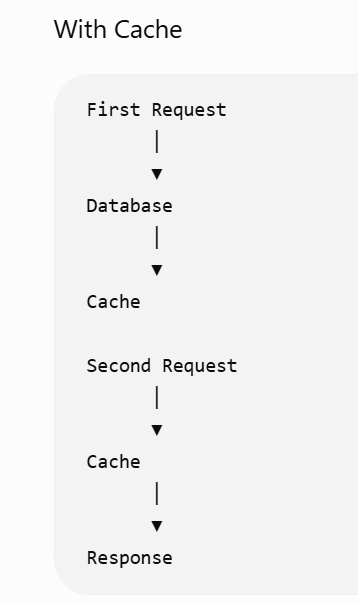 With Cache
First Request
│
▼
Database
│
▼
Cache
Second Request
│
▼
Cache
│
▼
Response